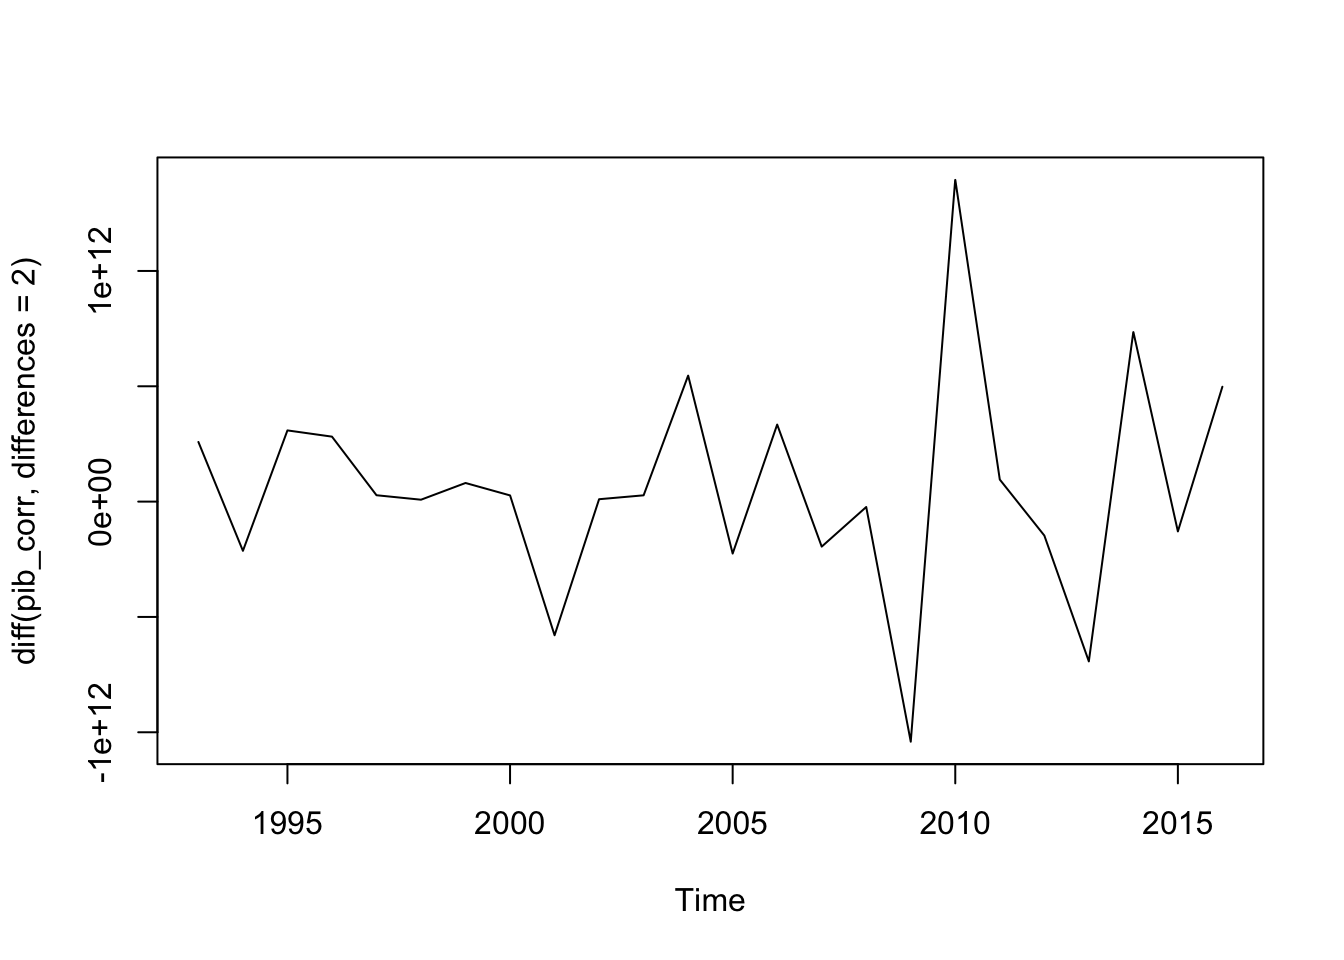 diff(pib_corr, differences = 2)
1e+12
0e+00
-1e+12
1995 2000 2005 2010 2015
Time